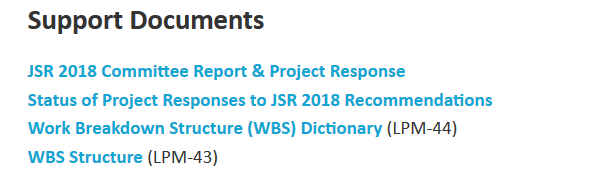 Support Documents
JSR 2018 Committee Report & Project Response
Status of Project Responses to JSR 2018 Recommendations
Work Breakdown Structure (WBS) Dictionary (LPM-44)
WBS Structure (LPM-43)